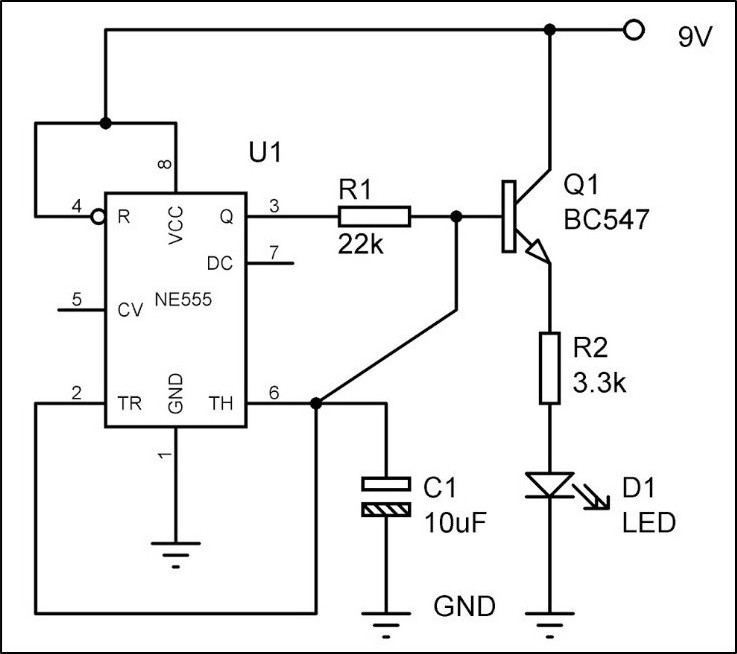 9V
U1
8
4
R
VCC
Q
3
R1
22k
Q1
BC547
DC
7
5
CV
NE555
R2
3.3k
2
TR
GND
TH
6
1
C1
10uF
D1
LED
GND